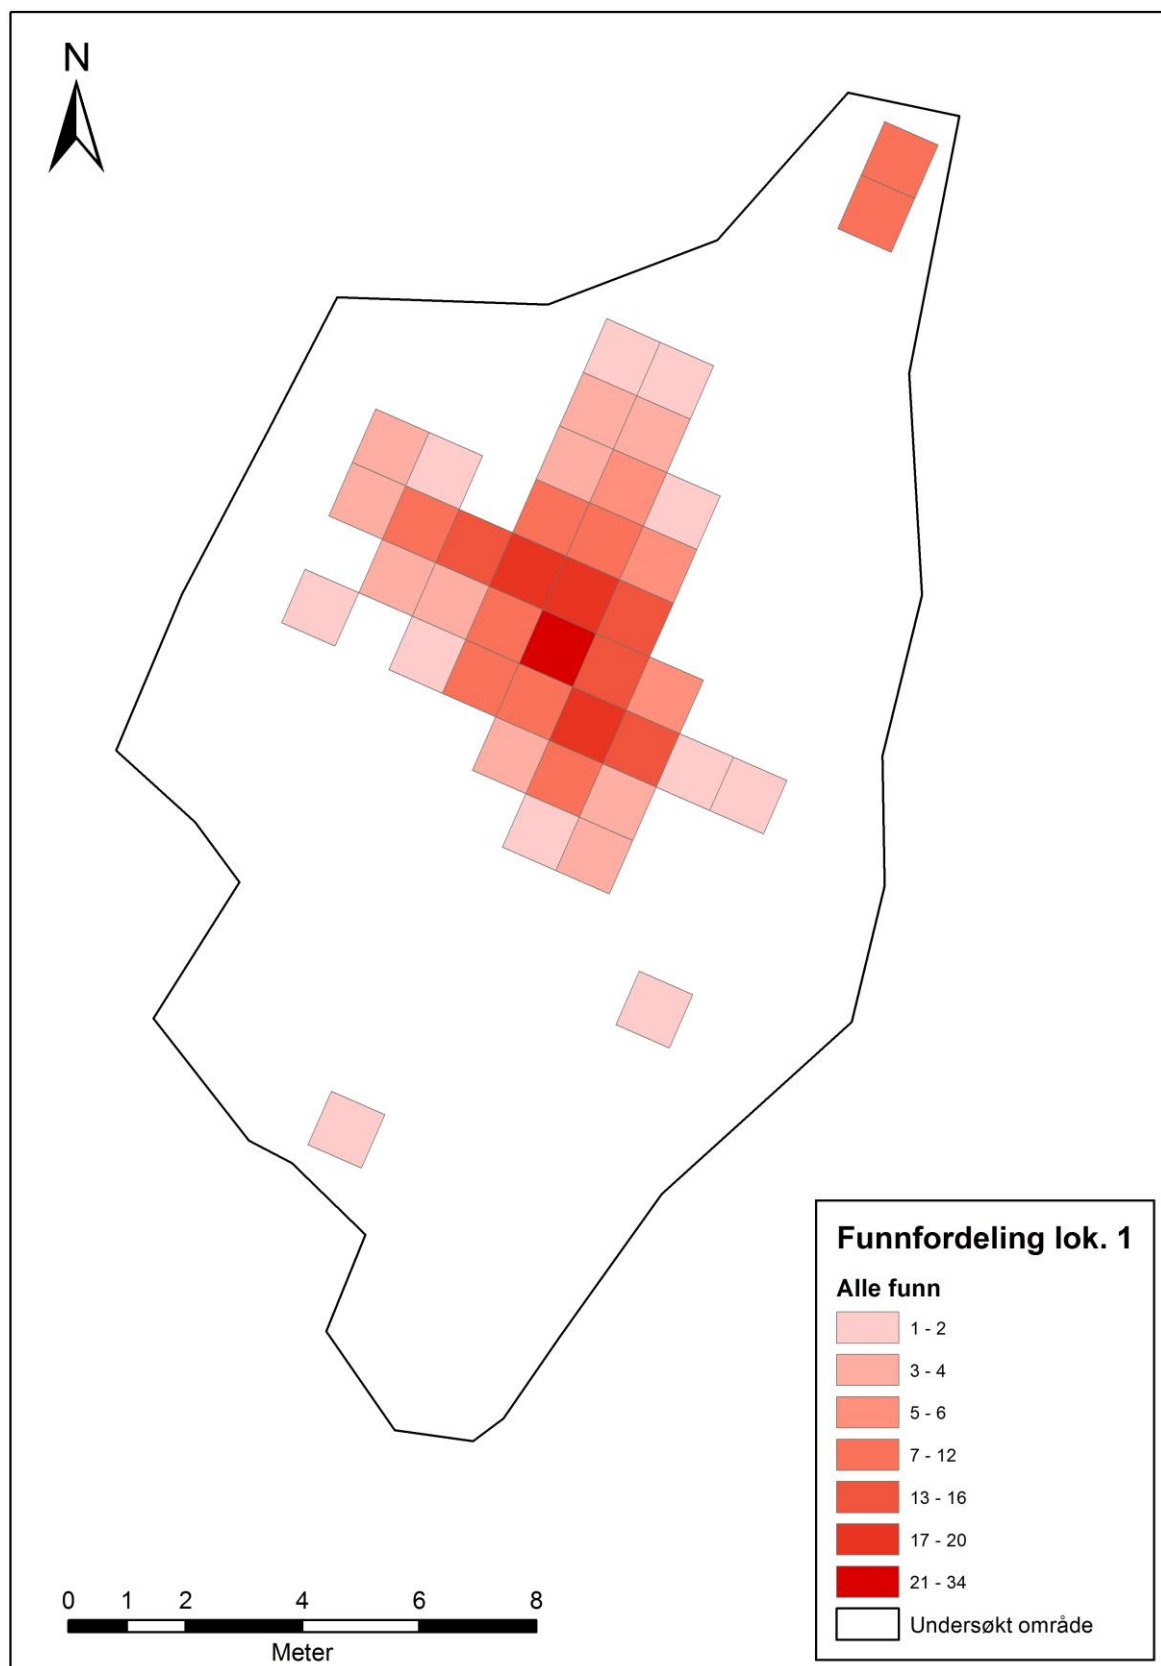 N
Funnfordeling lok. 1
Alle funn
1 - 2
3 - 4
5 - 6
7 - 12
13 - 16
17 - 20
21 - 34
Undersøkt område
0 1 2 4 6 8
Meter